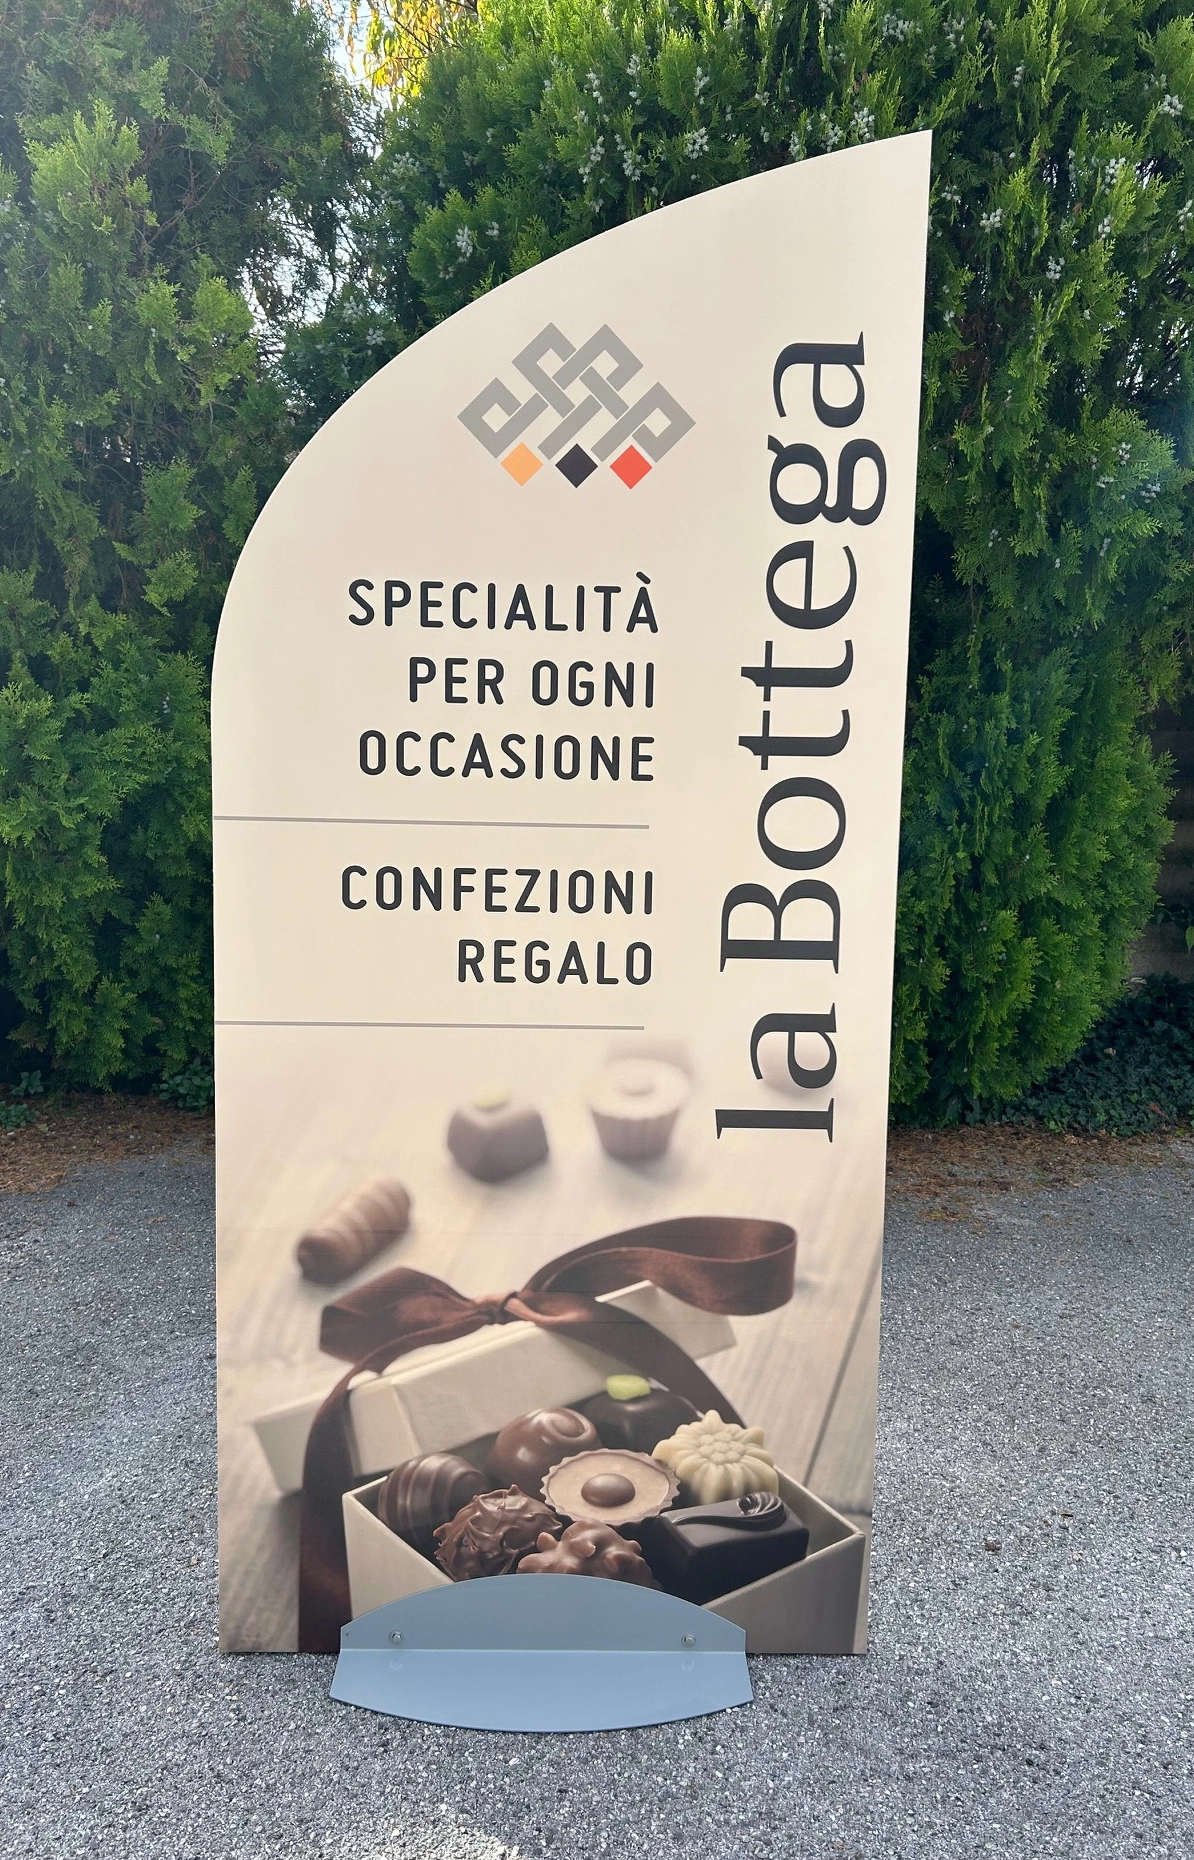 SPECIALITÀ
PER OGNI
OCCASIONE
CONFEZIONI
REGALO
la Bottega